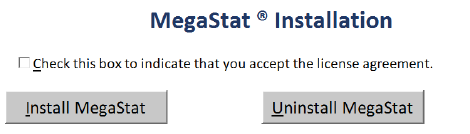 MegaStat ® Installation
Check this box to indicate that you accept the license agreement.
Install MegaStat
Uninstall MegaStat